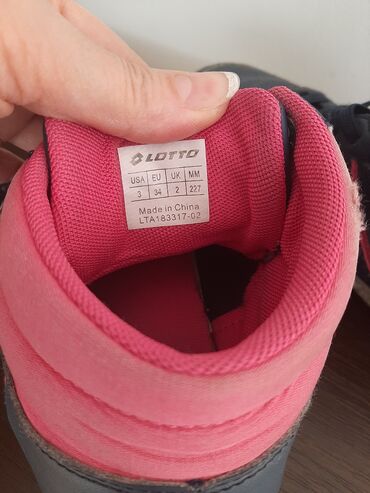 LOTTO
USA EU UK MM
3 34 2 227
Made in China
LTA183317-02